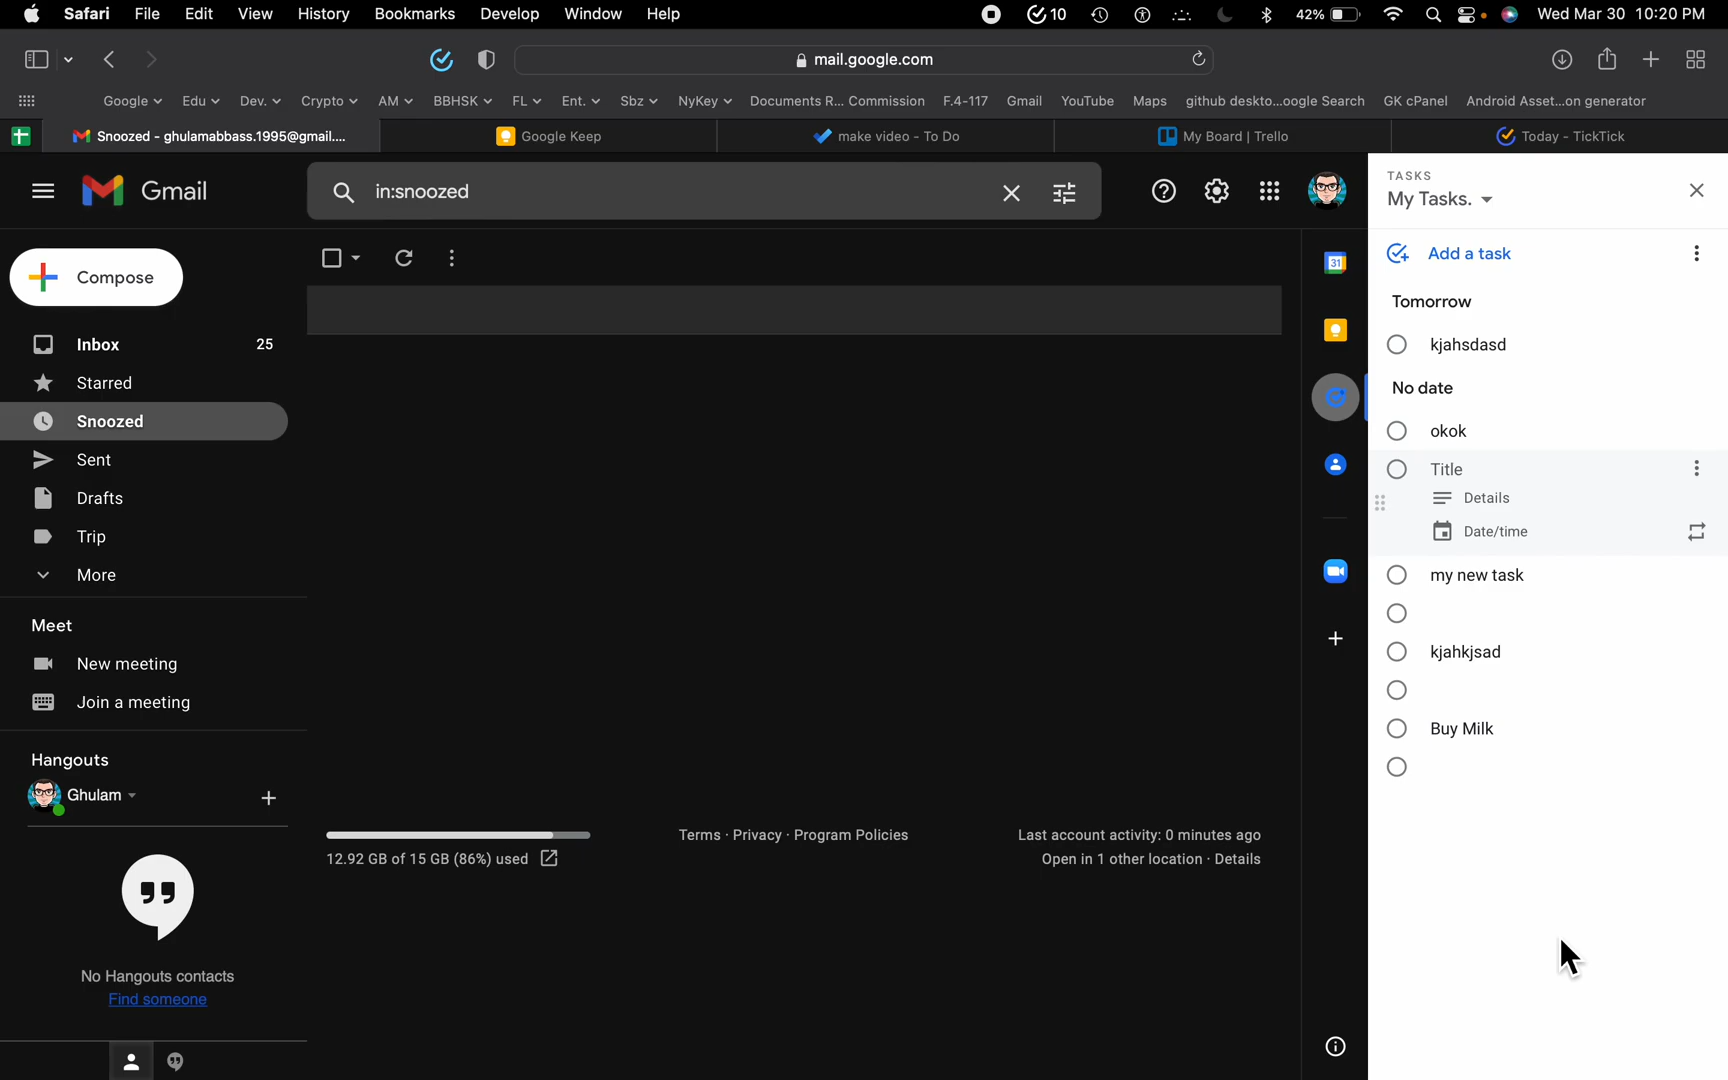 Safari File Edit View History Bookmarks Develop Window Help 10 42% Wed Mar 30 10:20 PM
mail.google.com
Google Edu Dev. Crypto AM BBHSK FL Ent. Sbz NyKey Documents R... Commission F.4-117 Gmail YouTube Maps github deskto...oogle Search GK cPanel Android Asset...on generator
Snoozed - ghulamabbass.1995@gmail.... Google Keep make video - To Do My Board | Trello Today - TickTick
Gmail
in:snoozed
Compose
Inbox 25
Starred
Snoozed
Sent
Drafts
Trip
More
Meet
New meeting
Join a meeting
Hangouts
Ghulam
No Hangouts contacts
Find someone
12.92 GB of 15 GB (86%) used
Terms · Privacy · Program Policies
Last account activity: 0 minutes ago
Open in 1 other location · Details
31
TASKS
My Tasks.
Add a task
Tomorrow
kjahsdasd
No date
okok
Title
Details
Date/time
my new task
kjahkjsad
Buy Milk